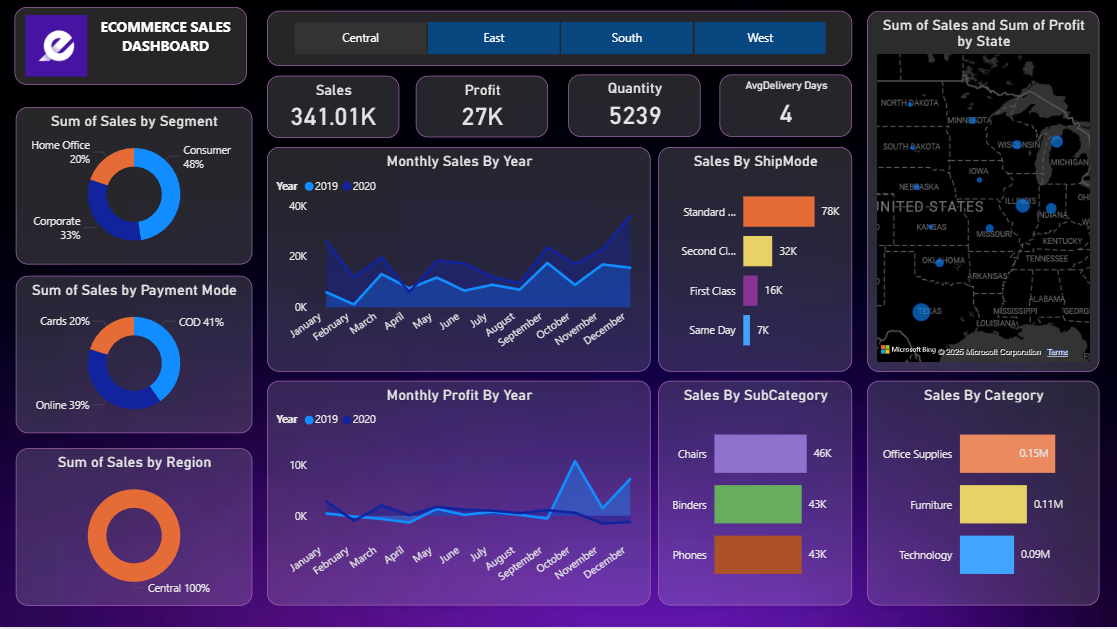 ECOMMERCE SALES
DASHBOARD
Central
East
South
West
Sales
341.01K
Profit
27K
Quantity
5239
AvgDelivery Days
4
Sum of Sales by Segment
Home Office
20%
Consumer
48%
Corporate
33%
Sum of Sales by Payment Mode
Cards 20%
COD 41%
Online 39%
Sum of Sales by Region
Central 100%
Monthly Sales By Year
Year 2019 2020
40K
20K
0K
January
February
March
April
May
June
July
August
September
October
November
December
Monthly Profit By Year
Year 2019 2020
10K
0K
January
February
March
April
May
June
July
August
September
October
November
December
Sales By ShipMode
Standard ... 78K
Second Cl... 32K
First Class 16K
Same Day 7K
Sales By SubCategory
Chairs 46K
Binders 43K
Phones 43K
Sum of Sales and Sum of Profit
by State
NORTH DAKOTA
MINNESOTA
SOUTH DAKOTA
WISCONSIN
MICHIGAN
IOWA
NEBRASKA
ILLINOIS
INDIANA
OH
UNITED STATES
KANSAS
MISSOURI
W
KENTUCKY
OKLAHOMA
TENNESSEE
ARKANSAS
ALABAMA
TEXAS
MISSISSIPPI
GEORG
LOUISIANA
Microsoft Bing
© 2025 Microsoft Corporation Terms
Sales By Category
Office Supplies 0.15M
Furniture 0.11M
Technology 0.09M